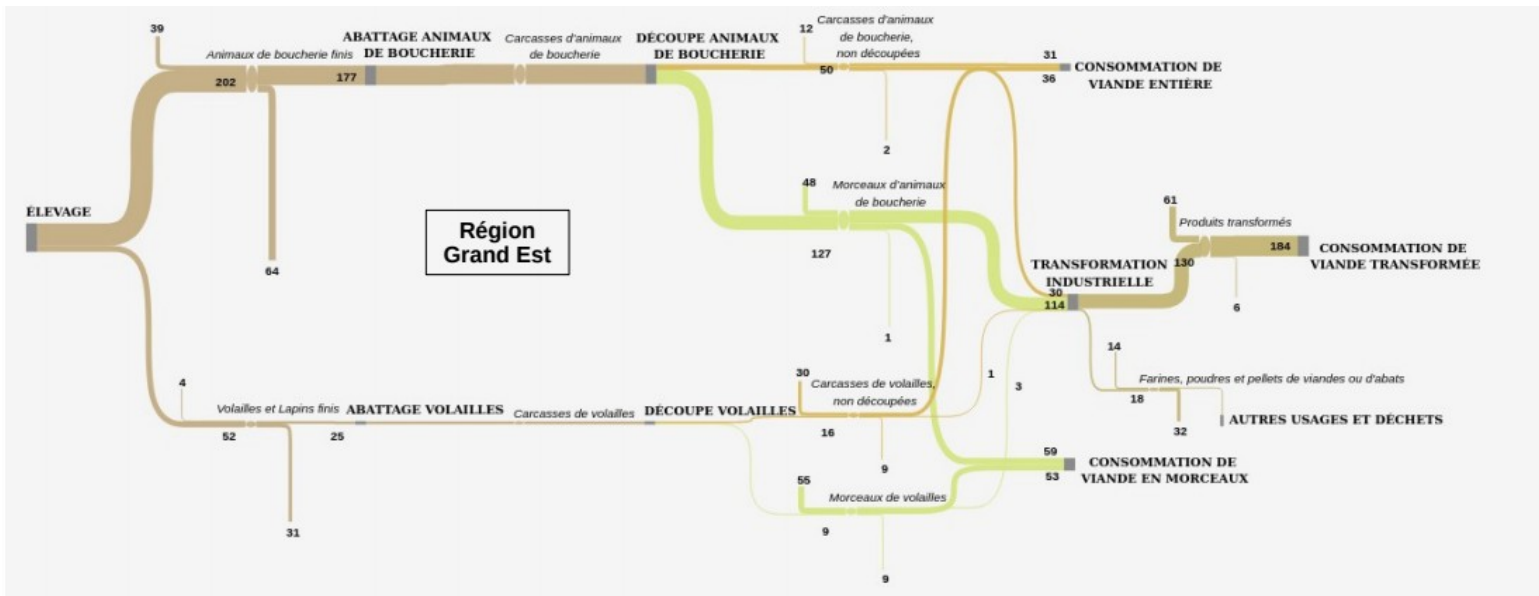 39
12
Carcasses d'animaux
de boucherie,
non découpées
ABATTAGE ANIMAUX
DE BOUCHERIE
Carcasses d'animaux
de boucherie
DÉCOUPE ANIMAUX
DE BOUCHERIE
Animaux de boucherie finis
202
177
50
31
36
CONSOMMATION DE
VIANDE ENTIÈRE
2
48
Morceaux d'animaux
de boucherie
61
Produits transformés
ÉLEVAGE
Région
Grand Est
64
127
184
130
CONSOMMATION DE
VIANDE TRANSFORMÉE
TRANSFORMATION
INDUSTRIELLE
30
114
6
1
14
4
30
Carcasses de volailles,
non découpées
1
3
Farines, poudres et pellets de viandes ou d'abats
18
32
AUTRES USAGES ET DÉCHETS
Volailles et Lapins finis
52
25
ABATTAGE VOLAILLES
Carcasses de volailles
DÉCOUPE VOLAILLES
16
9
59
53
CONSOMMATION DE
VIANDE EN MORCEAUX
55
Morceaux de volailles
31
9
9